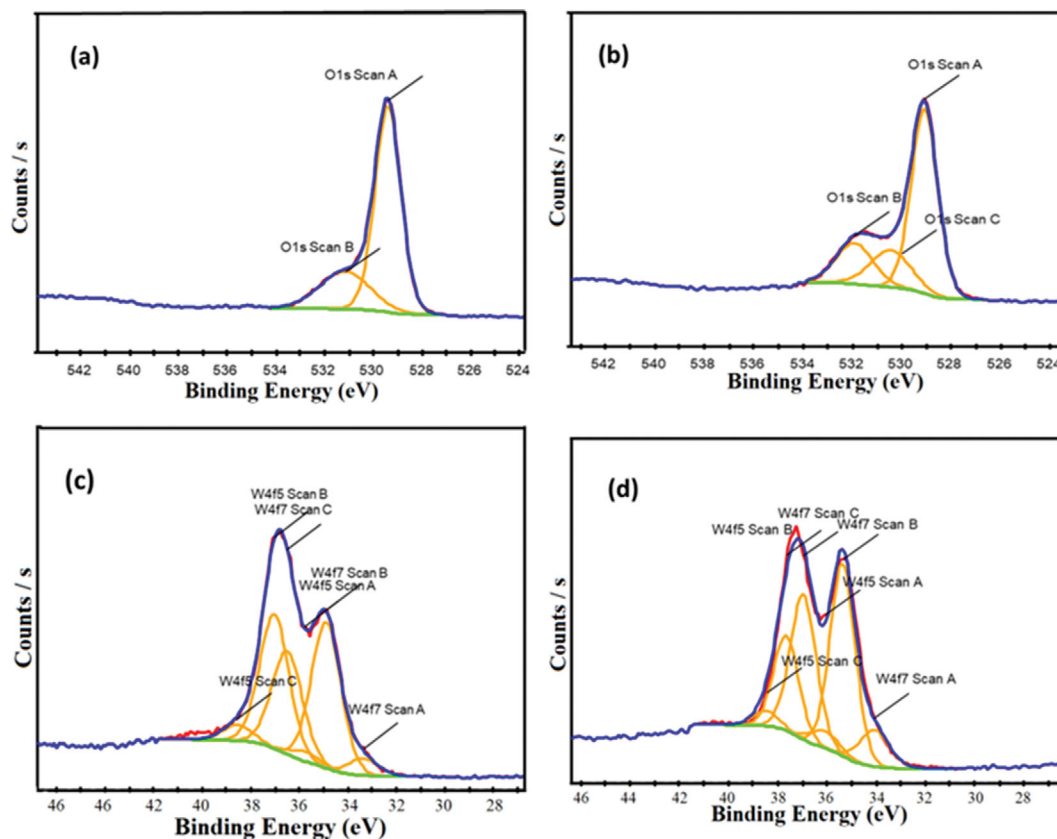 (a)
O1s Scan A
O1s Scan B
Counts / s
542 540 538 536 534 532 530 528 526 524
Binding Energy (eV)
(b)
O1s Scan A
O1s Scan B
O1s Scan C
Counts / s
542 540 538 536 534 532 530 528 526 524
Binding Energy (eV)
(c)
W4f5 Scan B
W4f7 Scan C
W4f7 Scan B
W4f5 Scan A
W4f5 Scan C
W4f7 Scan A
Counts / s
46 44 42 40 38 36 34 32 30 28
Binding Energy (eV)
(d)
W4f7 Scan C
W4f5 Scan B
W4f7 Scan B
W4f5 Scan A
W4f5 Scan C
W4f7 Scan A
Counts / s
46 44 42 40 38 36 34 32 30 28
Binding Energy (eV)